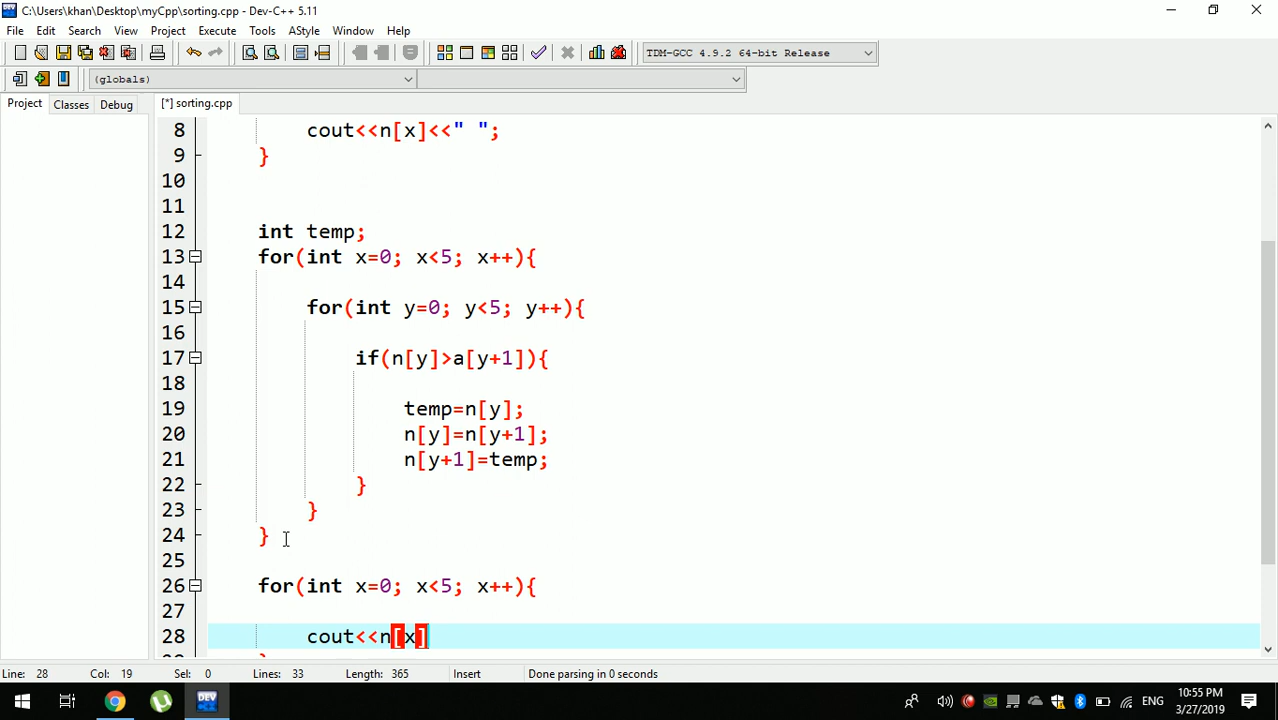 C:\Users\khan\Desktop\myCpp\sorting.cpp - Dev-C++ 5.11
File Edit Search View Project Execute Tools AStyle Window Help
TDM-GCC 4.9.2 64-bit Release
(globals)
Project Classes Debug [*] sorting.cpp
8 cout<<n[x]<<" ";
9 }
10
11
12 int temp;
13 for(int x=0; x<5; x++){
14
15 for(int y=0; y<5; y++){
16
17 if(n[y]>a[y+1]){
18
19 temp=n[y];
20 n[y]=n[y+1];
21 n[y+1]=temp;
22 }
23 }
24 }
25
26 for(int x=0; x<5; x++){
27
28 cout<<n[x]
Line: 28 Col: 19 Sel: 0 Lines: 33 Length: 365 Insert Done parsing in 0 seconds
DEV ENG 10:55 PM
3/27/2019